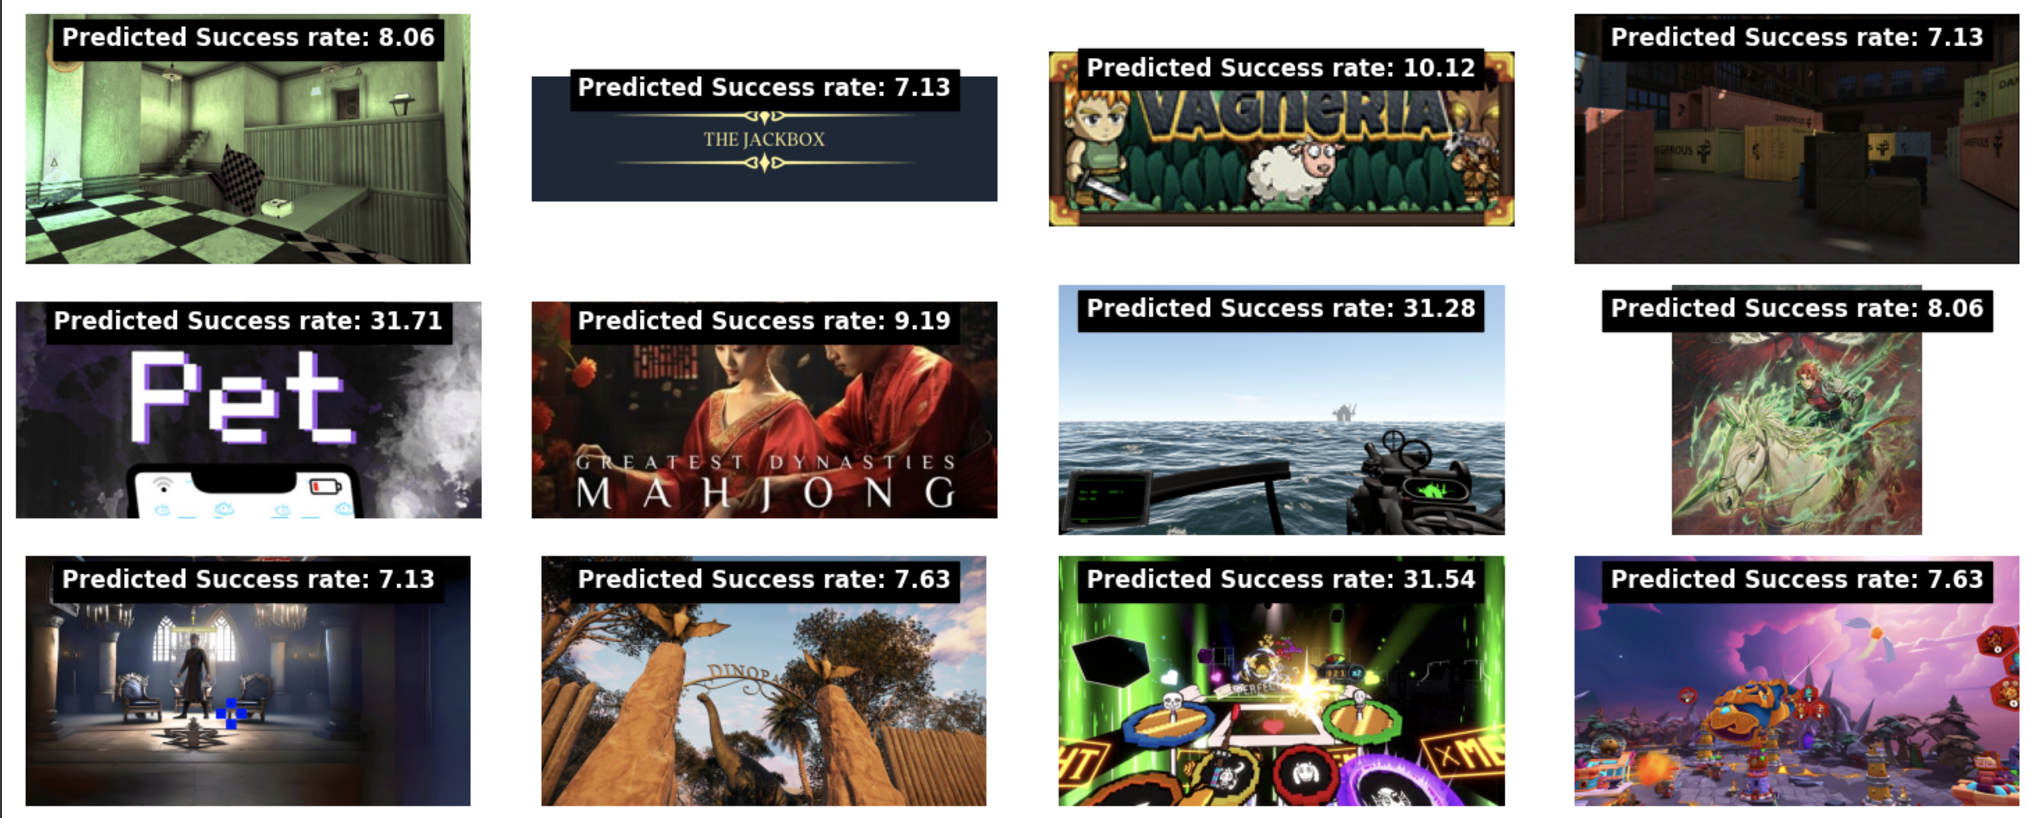 Predicted Success rate: 8.06
Predicted Success rate: 7.13
THE JACKBOX
Predicted Success rate: 10.12
VAGNERIA
Predicted Success rate: 7.13
DANGEROUS
Predicted Success rate: 31.71
Pet
Predicted Success rate: 9.19
GREATEST DYNASTIES
MAHJONG
Predicted Success rate: 31.28
Predicted Success rate: 8.06
Predicted Success rate: 7.13
Predicted Success rate: 7.63
DINOPA
Predicted Success rate: 31.54
PERFECT
Predicted Success rate: 7.63